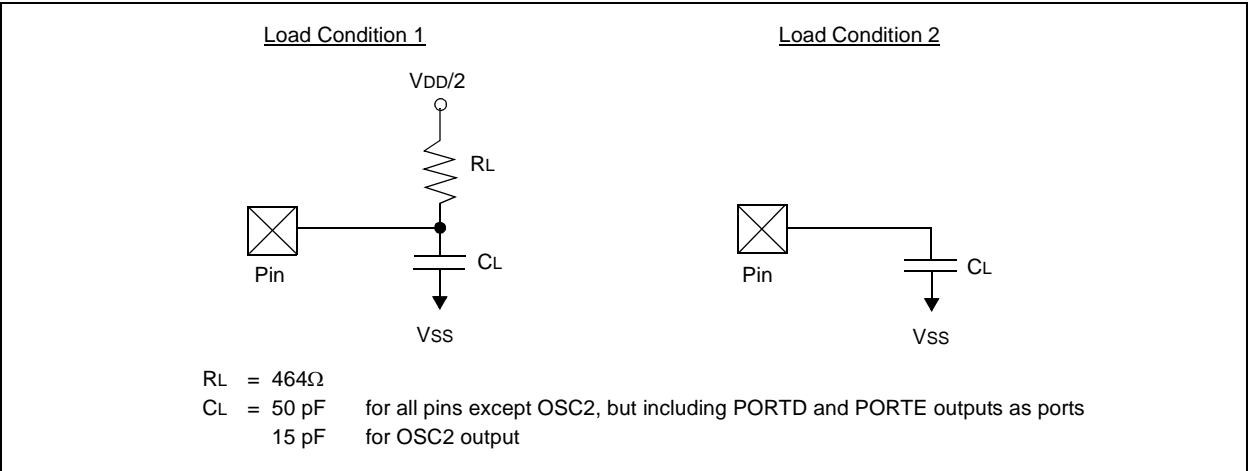 Load Condition 1
Load Condition 2
VDD/2
RL
Pin
CL
VSS
Pin
CL
VSS
RL = 464Ω
CL = 50 pF for all pins except OSC2, but including PORTD and PORTE outputs as ports
15 pF for OSC2 output